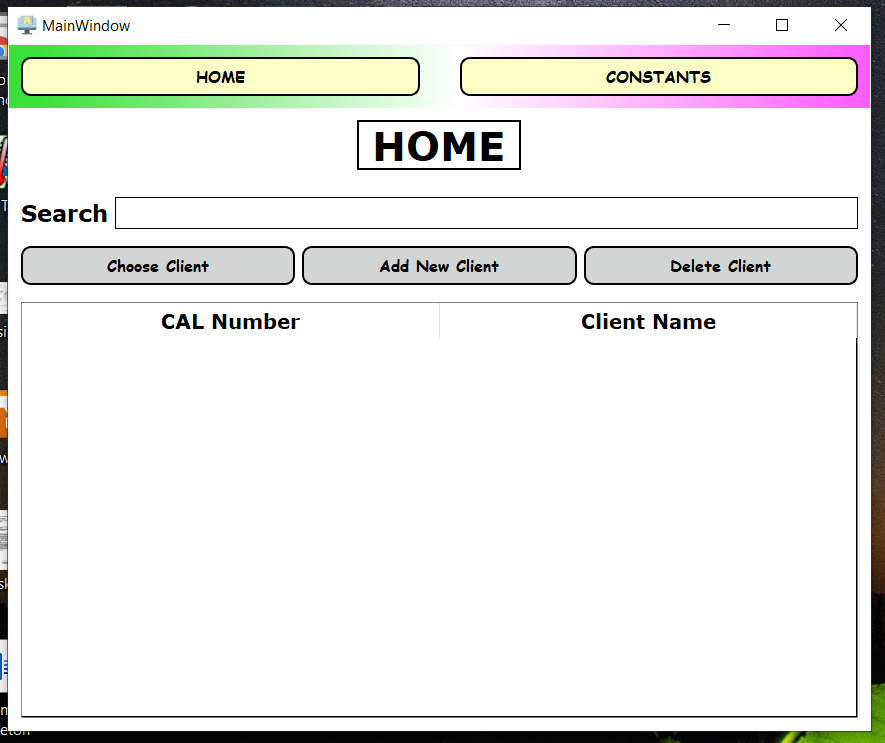 MainWindow
HOME CONSTANTS
HOME
Search
Choose Client Add New Client Delete Client
CAL Number Client Name